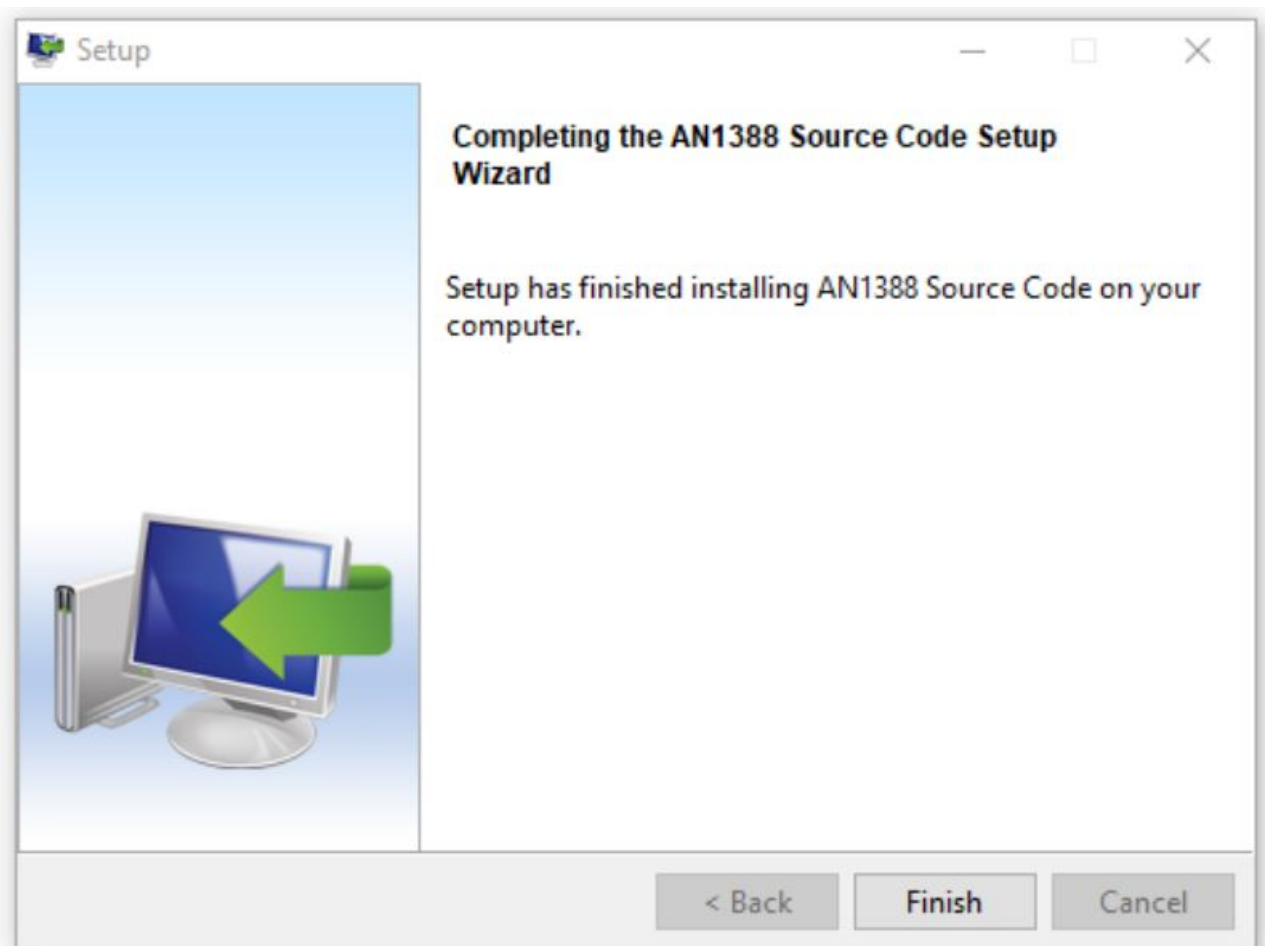 Setup
Completing the AN1388 Source Code Setup
Wizard
Setup has finished installing AN1388 Source Code on your
computer.
< Back
Finish
Cancel